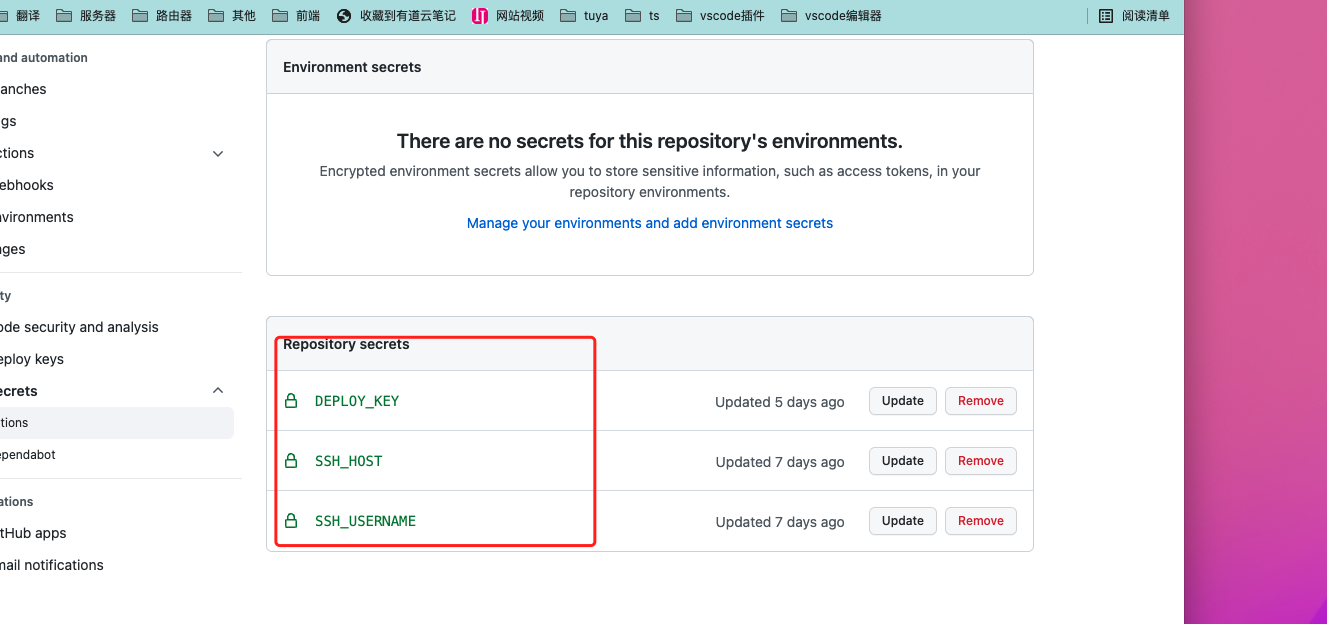 翻译 服务器 路由器 其他 前端 收藏到有道云笔记 网站视频 tuya ts vscode插件 vscode编辑器 阅读清单
and automation
anches
gs
ctions
ebhooks
nvironments
ages
ty
ode security and analysis
eploy keys
ecrets
tions
ependabot
ations
tHub apps
mail notifications
Environment secrets
There are no secrets for this repository's environments.
Encrypted environment secrets allow you to store sensitive information, such as access tokens, in your
repository environments.
Manage your environments and add environment secrets
Repository secrets
DEPLOY_KEY Updated 5 days ago Update Remove
SSH_HOST Updated 7 days ago Update Remove
SSH_USERNAME Updated 7 days ago Update Remove